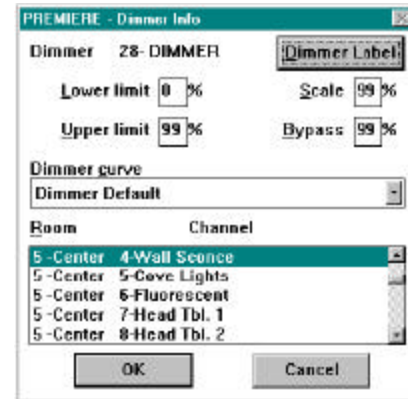 PREMIERE - Dimmer Info
Dimmer 28- DIMMER Dimmer Label
Lower limit 0 % Scale 99 %
Upper limit 99 % Bypass 99 %
Dimmer curve
Dimmer Default
Room Channel
5 -Center 4-Wall Sconce
5 -Center 5-Cove Lights
5 -Center 6-Fluorescent
5 -Center 7-Head Tbl. 1
5 -Center 8-Head Tbl. 2
OK Cancel